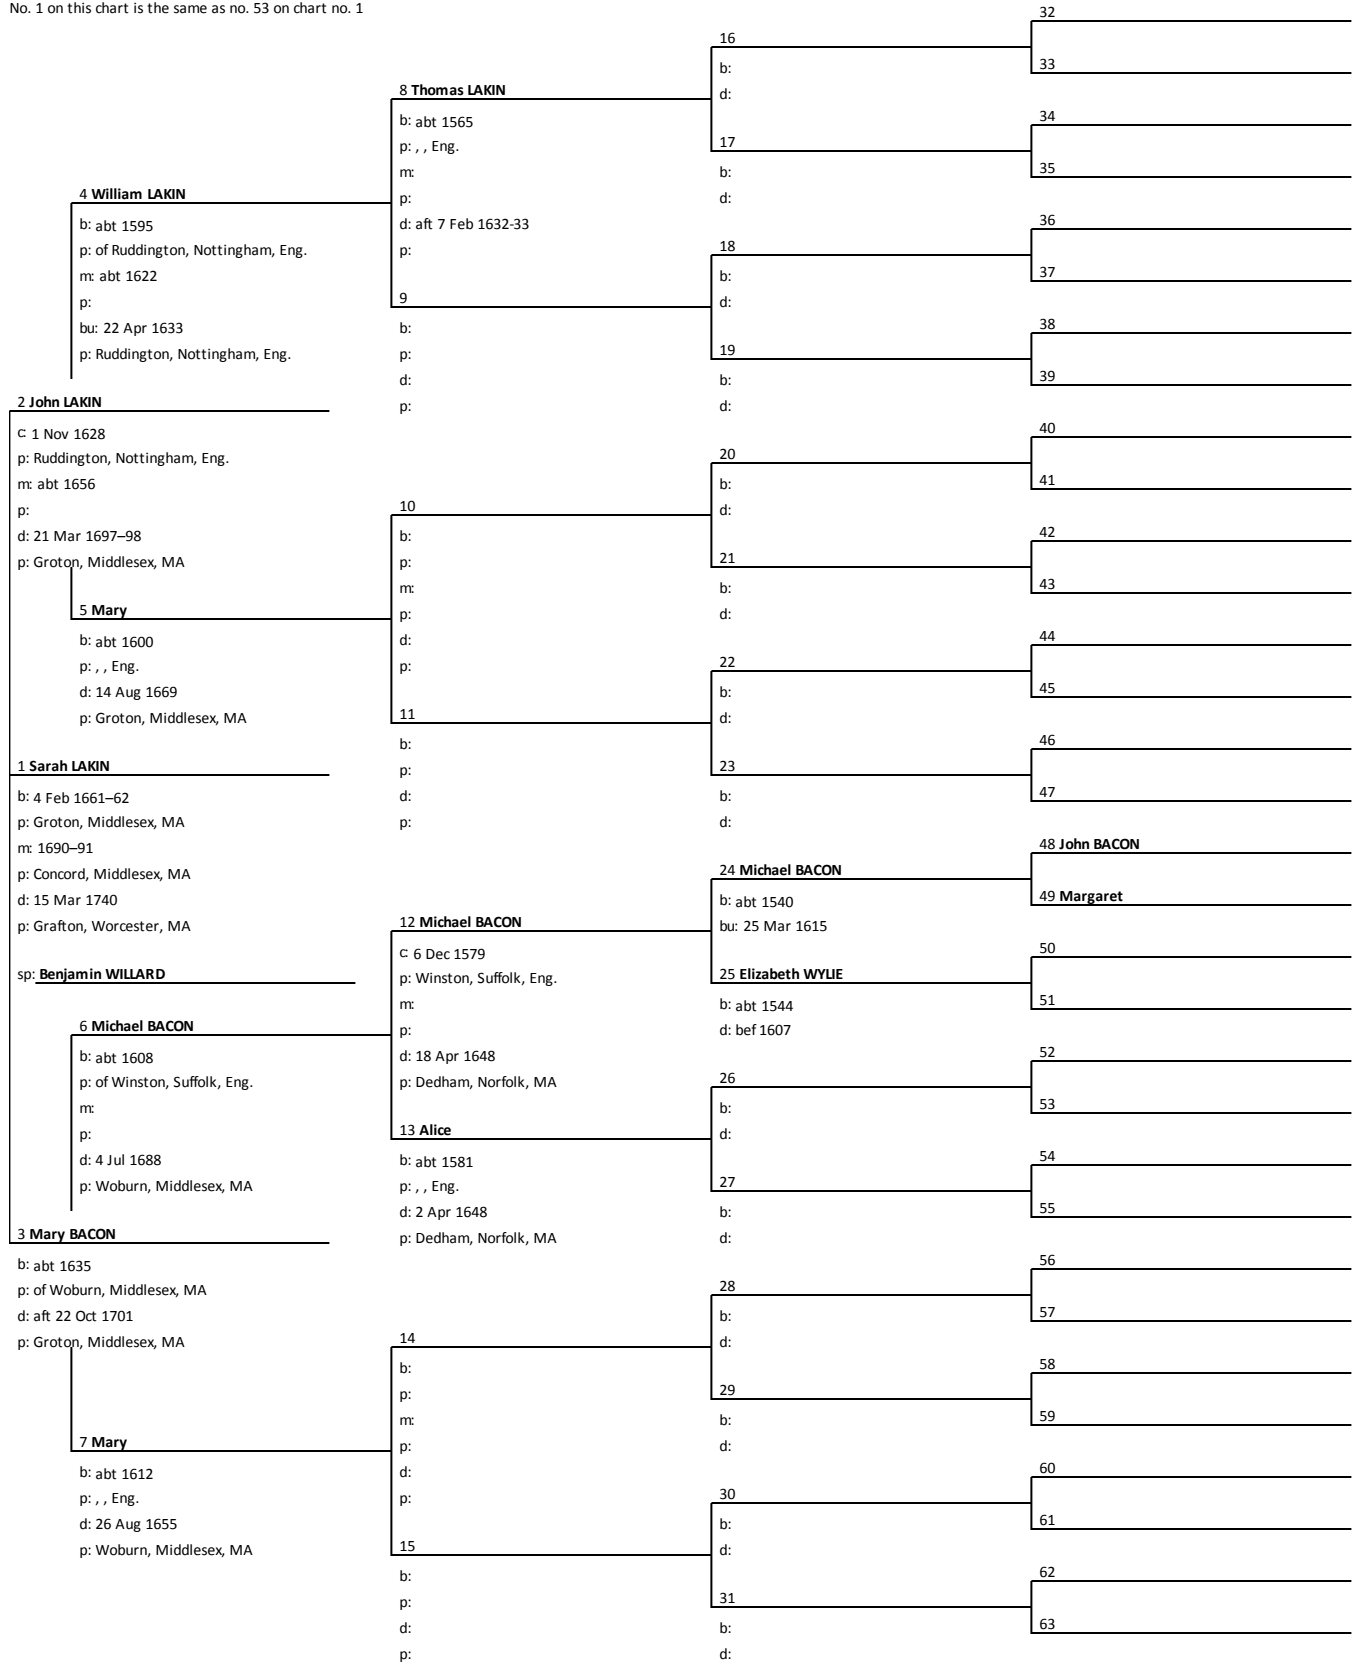 No. 1 on this chart is the same as no. 53 on chart no. 1
2 John LAKIN
c: 1 Nov 1628
p: Ruddington, Nottingham, Eng.
m: abt 1656
p:
d: 21 Mar 1697–98
p: Groton, Middlesex, MA
1 Sarah LAKIN
b: 4 Feb 1661–62
p: Groton, Middlesex, MA
m: 1690–91
p: Concord, Middlesex, MA
d: 15 Mar 1740
p: Grafton, Worcester, MA
sp: Benjamin WILLARD
3 Mary BACON
b: abt 1635
p: of Woburn, Middlesex, MA
d: aft 22 Oct 1701
p: Groton, Middlesex, MA
4 William LAKIN
b: abt 1595
p: of Ruddington, Nottingham, Eng.
m: abt 1622
p:
bu: 22 Apr 1633
p: Ruddington, Nottingham, Eng.
5 Mary
b: abt 1600
p: , , Eng.
d: 14 Aug 1669
p: Groton, Middlesex, MA
6 Michael BACON
b: abt 1608
p: of Winston, Suffolk, Eng.
m:
p:
d: 4 Jul 1688
p: Woburn, Middlesex, MA
7 Mary
b: abt 1612
p: , , Eng.
d: 26 Aug 1655
p: Woburn, Middlesex, MA
8 Thomas LAKIN
b: abt 1565
p: , , Eng.
m:
p:
d: aft 7 Feb 1632-33
p:
9
b:
p:
d:
p:
10
b:
p:
m:
p:
d:
p:
11
b:
p:
d:
p:
12 Michael BACON
c: 6 Dec 1579
p: Winston, Suffolk, Eng.
m:
p:
d: 18 Apr 1648
p: Dedham, Norfolk, MA
13 Alice
b: abt 1581
p: , , Eng.
d: 2 Apr 1648
p: Dedham, Norfolk, MA
14
b:
p:
m:
p:
d:
p:
15
b:
p:
d:
p:
16
b:
d:
17
b:
d:
18
b:
d:
19
b:
d:
20
b:
d:
21
b:
d:
22
b:
d:
23
b:
d:
24 Michael BACON
b: abt 1540
bu: 25 Mar 1615
25 Elizabeth WYLIE
b: abt 1544
d: bef 1607
26
b:
d:
27
b:
d:
28
b:
d:
29
b:
d:
30
b:
d:
31
b:
d:
32
33
34
35
36
37
38
39
40
41
42
43
44
45
46
47
48 John BACON
49 Margaret
50
51
52
53
54
55
56
57
58
59
60
61
62
63